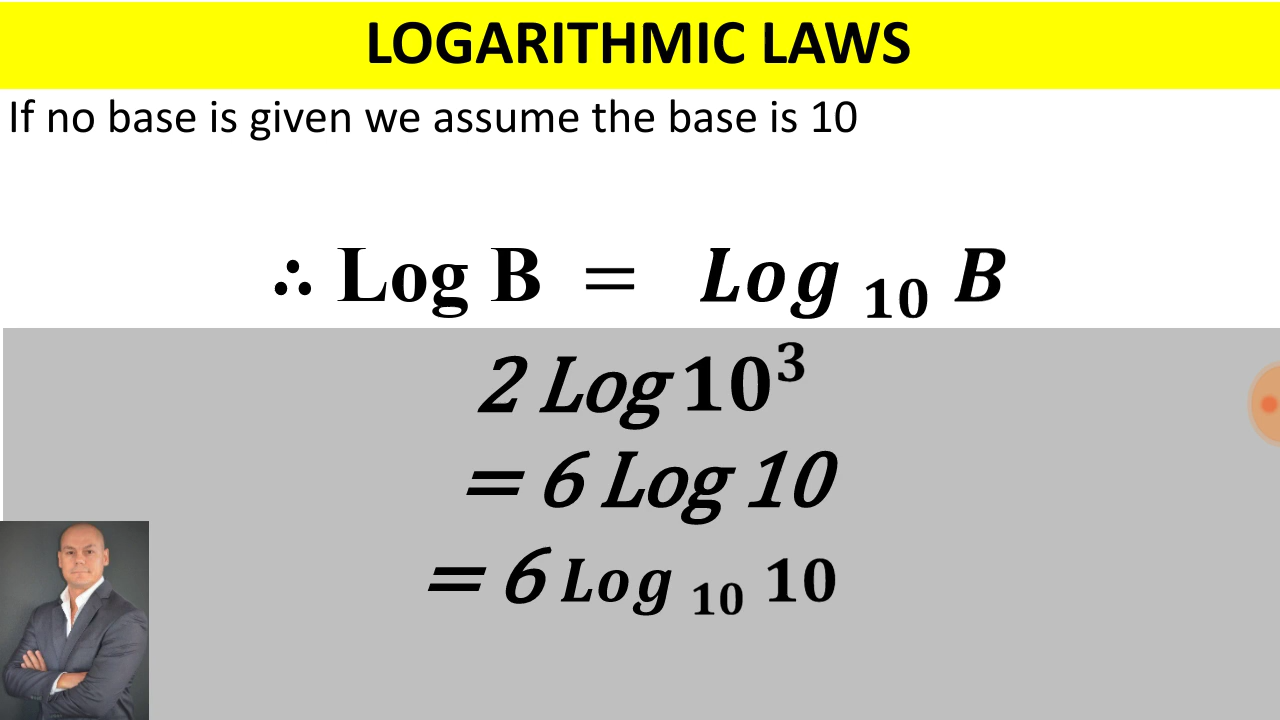 LOGARITHMIC LAWS
If no base is given we assume the base is 10
∴ Log B = Log ₁₀ B
2 Log 10³
= 6 Log 10
= 6 Log ₁₀ 10